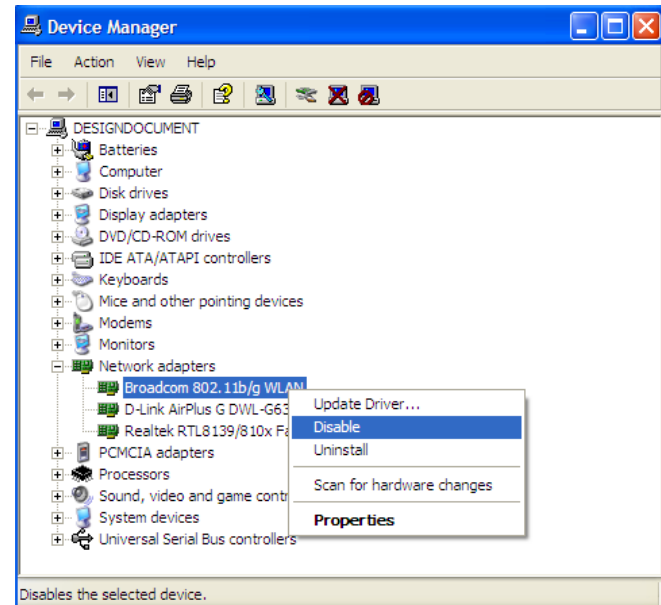 Device Manager
File Action View Help
DESIGNDOCUMENT
Batteries
Computer
Disk drives
Display adapters
DVD/CD-ROM drives
IDE ATA/ATAPI controllers
Keyboards
Mice and other pointing devices
Modems
Monitors
Network adapters
Broadcom 802.11b/g WLAN
D-Link AirPlus G DWL-G63
Realtek RTL8139/810x Fa
PCMCIA adapters
Processors
Sound, video and game contr
System devices
Universal Serial Bus controllers
Update Driver...
Disable
Uninstall
Scan for hardware changes
Properties
Disables the selected device.